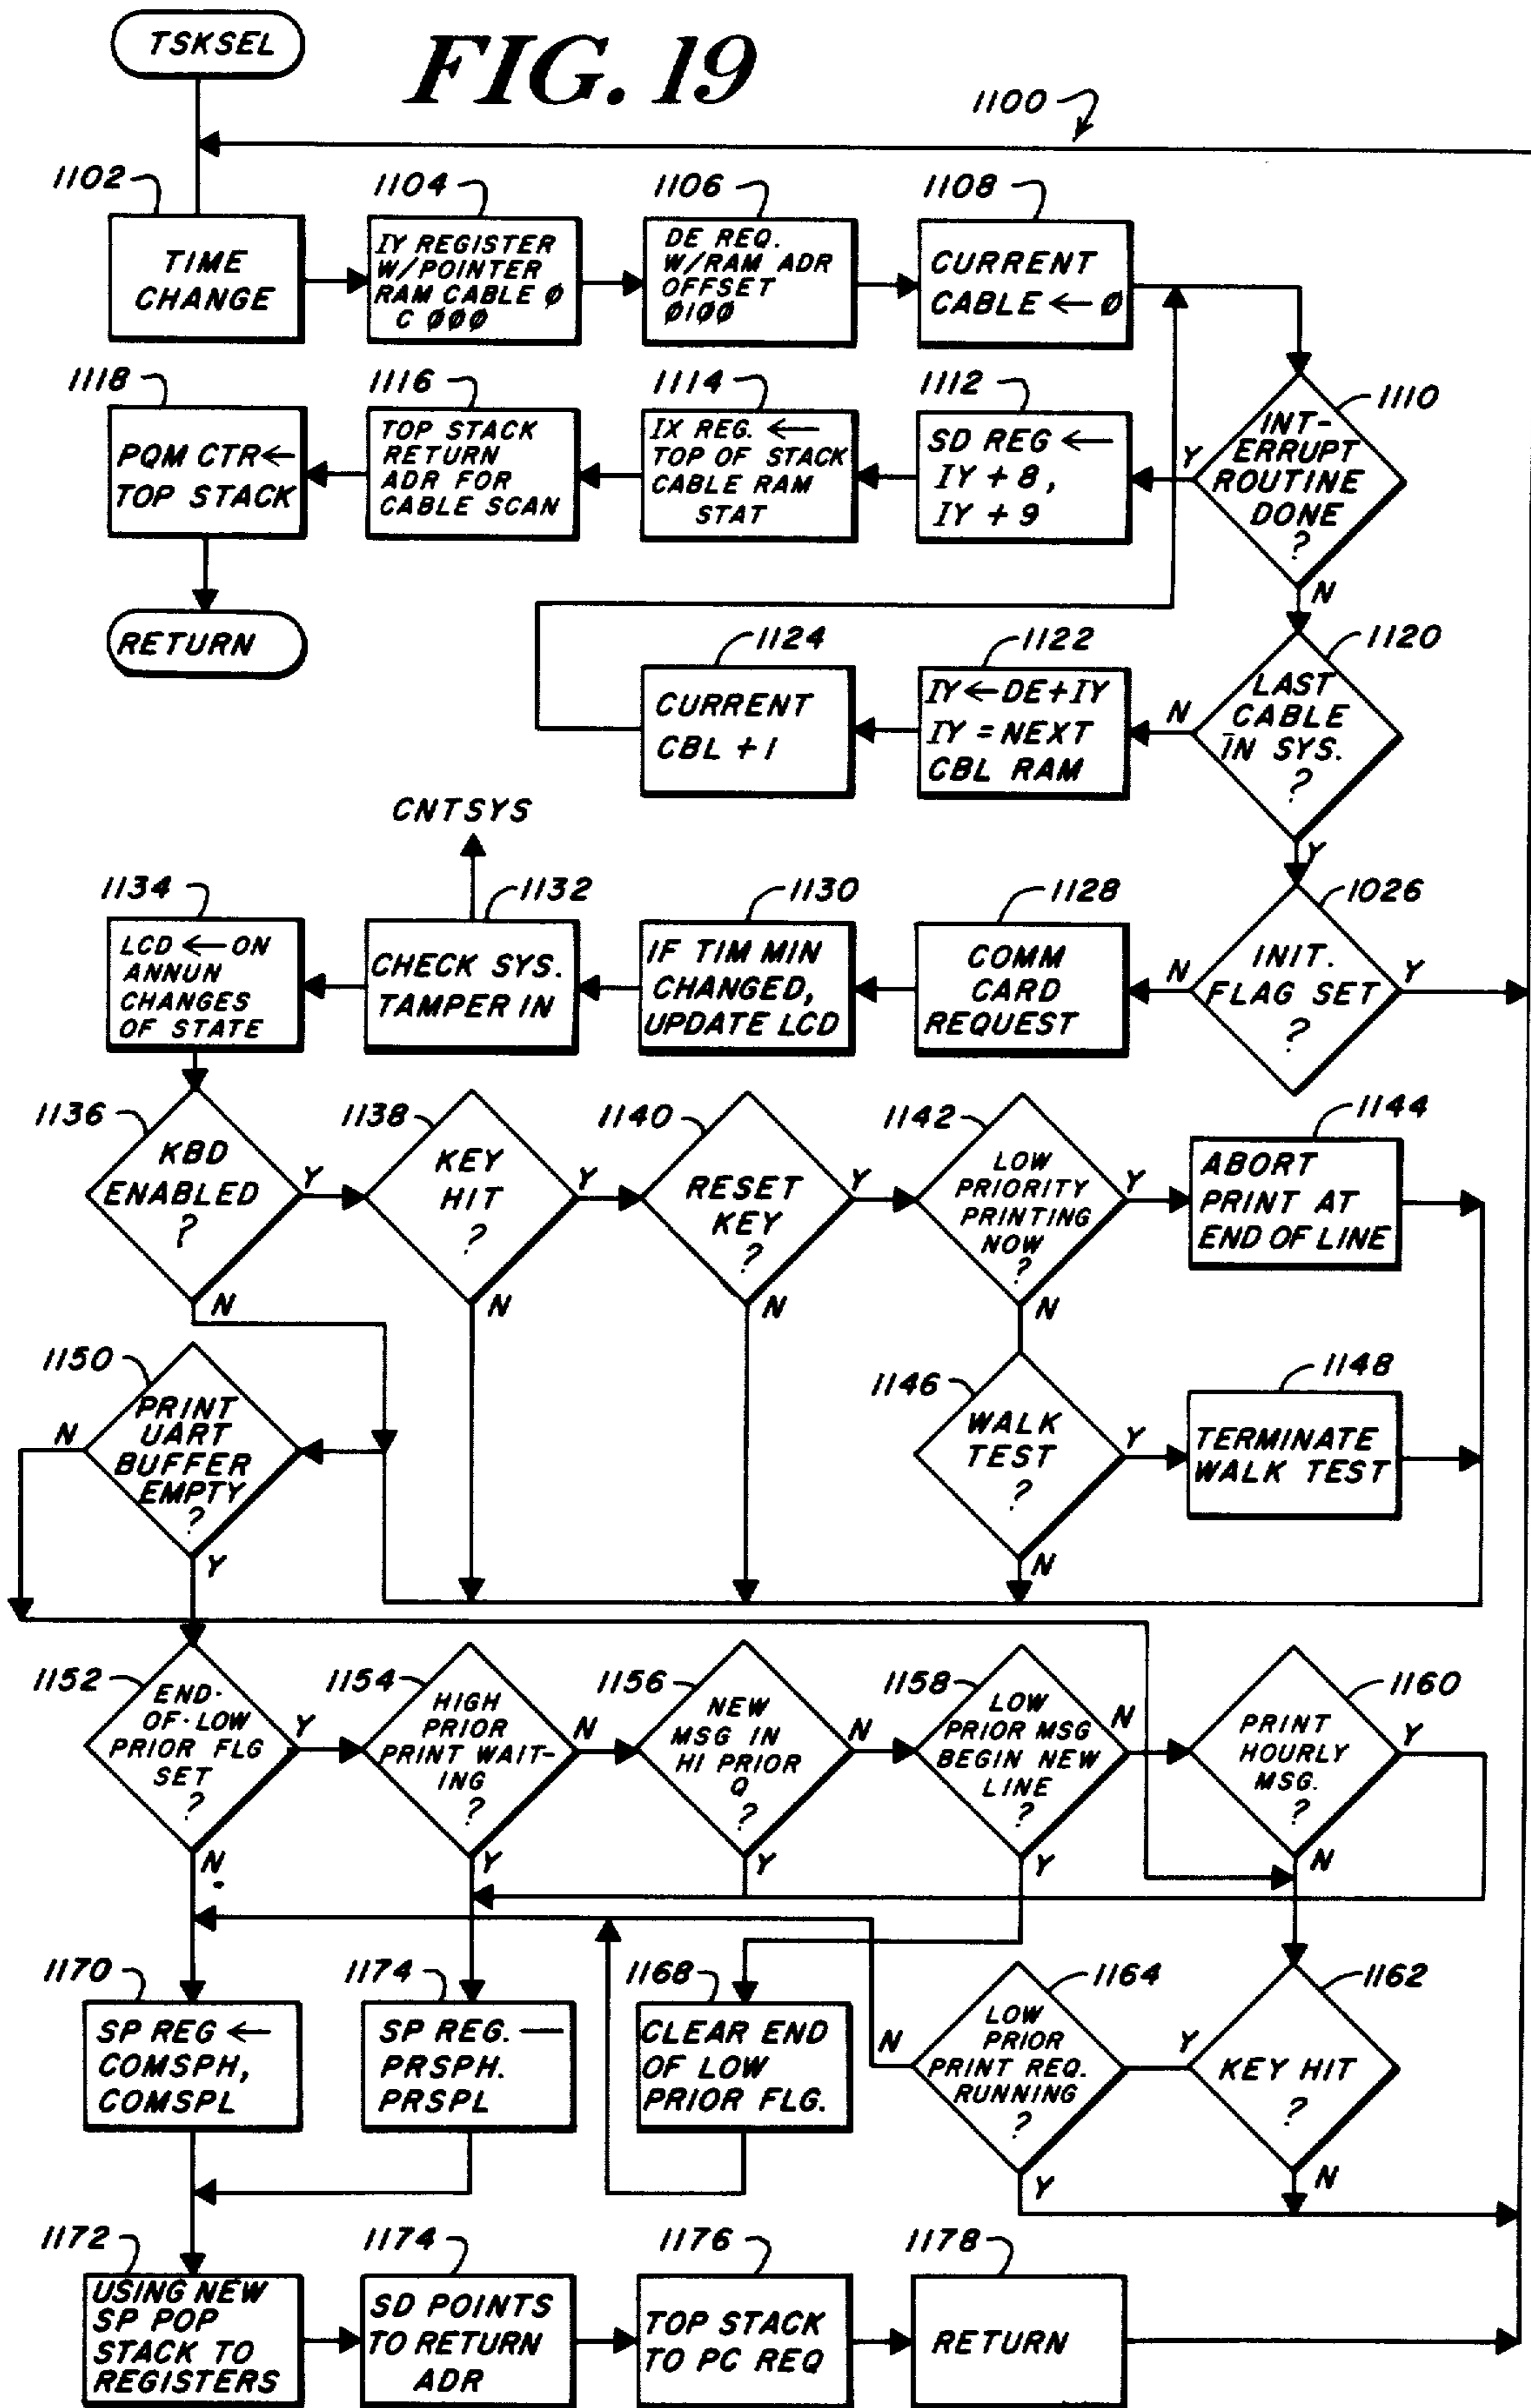 TSKSEL
FIG. 19
1100
1102
1104
1106
1108
TIME
CHANGE
IY REGISTER
W/POINTER
RAM CABLE Ø
C ØØØ
DE REQ.
W/RAM ADR
OFFSET
Ø1ØØ
CURRENT
CABLE ← Ø
1118
1116
1114
1112
1110
PQM CTR ←
TOP STACK
TOP STACK
RETURN
ADR FOR
CABLE SCAN
IX REG. ←
TOP OF STACK
CABLE RAM
STAT
SD REG ←
IY + 8,
IY + 9
Y
INT-
ERRUPT
ROUTINE
DONE
?
N
RETURN
1124
1122
1120
CURRENT
CBL + 1
IY ← DE + IY
IY = NEXT
CBL RAM
N
LAST
CABLE
IN SYS.
?
Y
CNTSYS
1134
1132
1130
1128
1026
LCD ← ON
ANNUN
CHANGES
OF STATE
CHECK SYS.
TAMPER IN
IF TIM MIN
CHANGED,
UPDATE LCD
COMM
CARD
REQUEST
N
INIT.
FLAG SET
?
Y
1136
1138
1140
1142
1144
KBD
ENABLED
?
Y
N
KEY
HIT
?
Y
N
RESET
KEY
?
Y
N
LOW
PRIORITY
PRINTING
NOW
?
Y
N
ABORT
PRINT AT
END OF LINE
1150
1146
1148
N
PRINT
UART
BUFFER
EMPTY
?
Y
WALK
TEST
?
Y
N
TERMINATE
WALK TEST
1152
1154
1156
1158
1160
END-
OF-LOW
PRIOR FLG
SET
?
Y
N
HIGH
PRIOR
PRINT WAIT-
ING
?
N
Y
NEW
MSG IN
HI PRIOR
Q
?
N
Y
LOW
PRIOR MSG
BEGIN NEW
LINE
?
N
Y
PRINT
HOURLY
MSG.
?
Y
N
1170
1174
1168
1164
1162
SP REG ←
COMSPH,
COMSPL
SP REG. —
PRSPH.
PRSPL
CLEAR END
OF LOW
PRIOR FLG.
N
LOW
PRIOR
PRINT REQ.
RUNNING
?
Y
Y
KEY HIT
?
N
1172
1174
1176
1178
USING NEW
SP POP
STACK TO
REGISTERS
SD POINTS
TO RETURN
ADR
TOP STACK
TO PC REQ
RETURN